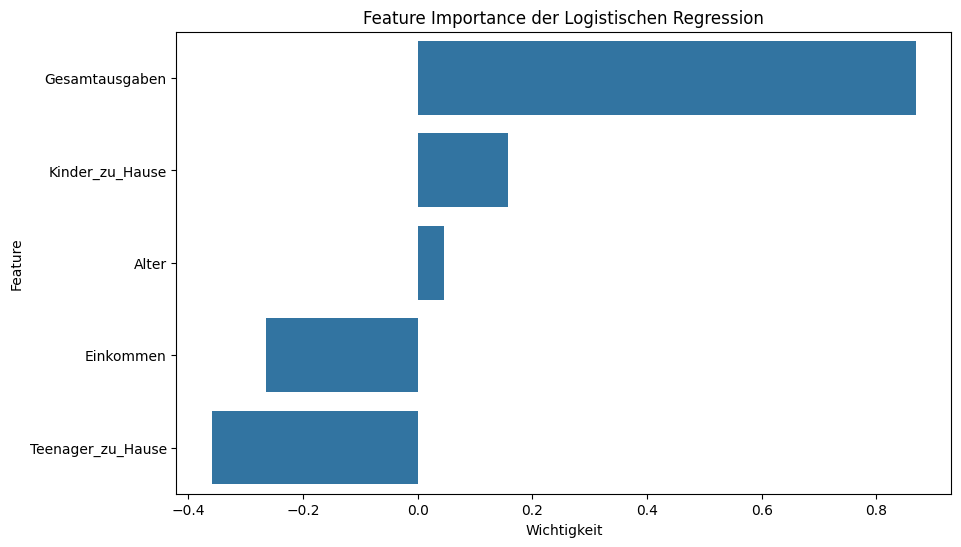 Feature Importance der Logistischen Regression
Gesamtausgaben
Kinder_zu_Hause
Alter
Einkommen
Teenager_zu_Hause
Feature
−0.4 −0.2 0.0 0.2 0.4 0.6 0.8
Wichtigkeit